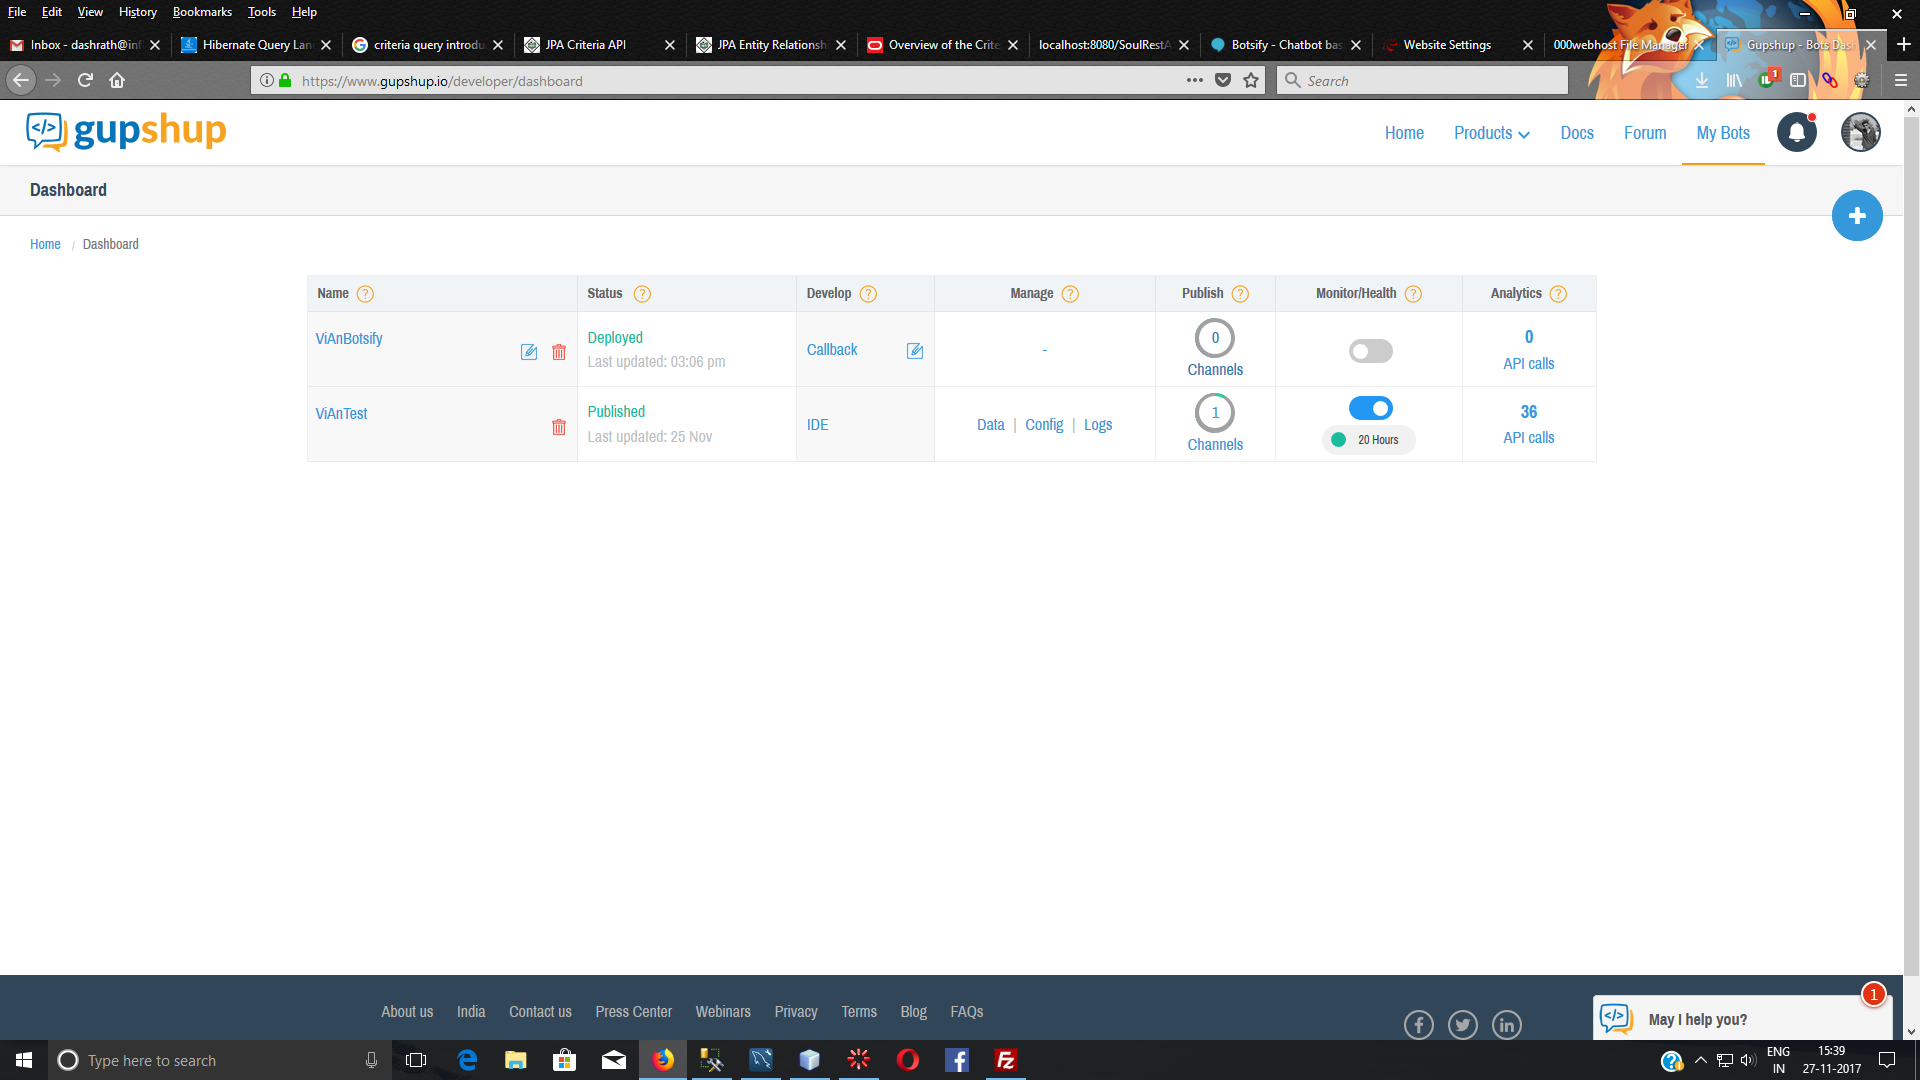 File Edit View History Bookmarks Tools Help
Inbox - dashrath@inf
Hibernate Query Lan
criteria query introdu
JPA Criteria API
JPA Entity Relationsh
Overview of the Crite
localhost:8080/SoulRestA
Botsify - Chatbot bas
Website Settings
000webhost File Manager
Gupshup - Bots Dash
https://www.gupshup.io/developer/dashboard
Search
1
gupshup
Home Products Docs Forum My Bots
Dashboard
Home / Dashboard
Name ? Status ? Develop ? Manage ? Publish ? Monitor/Health ? Analytics ?
ViAnBotsify Deployed Last updated: 03:06 pm Callback - 0 Channels 0 API calls
ViAnTest Published Last updated: 25 Nov IDE Data | Config | Logs 1 Channels 20 Hours 36 API calls
About us India Contact us Press Center Webinars Privacy Terms Blog FAQs
May I help you?
1
Type here to search
ENG
IN
15:39
27-11-2017